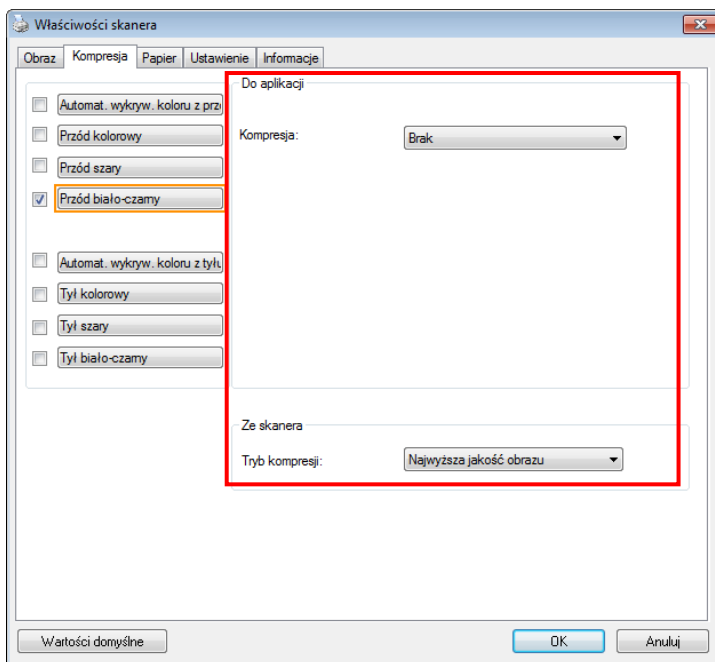 Właściwości skanera
Obraz Kompresja Papier Ustawienie Informacje
Automat. wykryw. koloru z prz
Przód kolorowy
Przód szary
Przód biało-czarny
Automat. wykryw. koloru z tyłu
Tył kolorowy
Tył szary
Tył biało-czarny
Do aplikacji
Kompresja: Brak
Ze skanera
Tryb kompresji: Najwyższa jakość obrazu
Wartości domyślne OK Anuluj